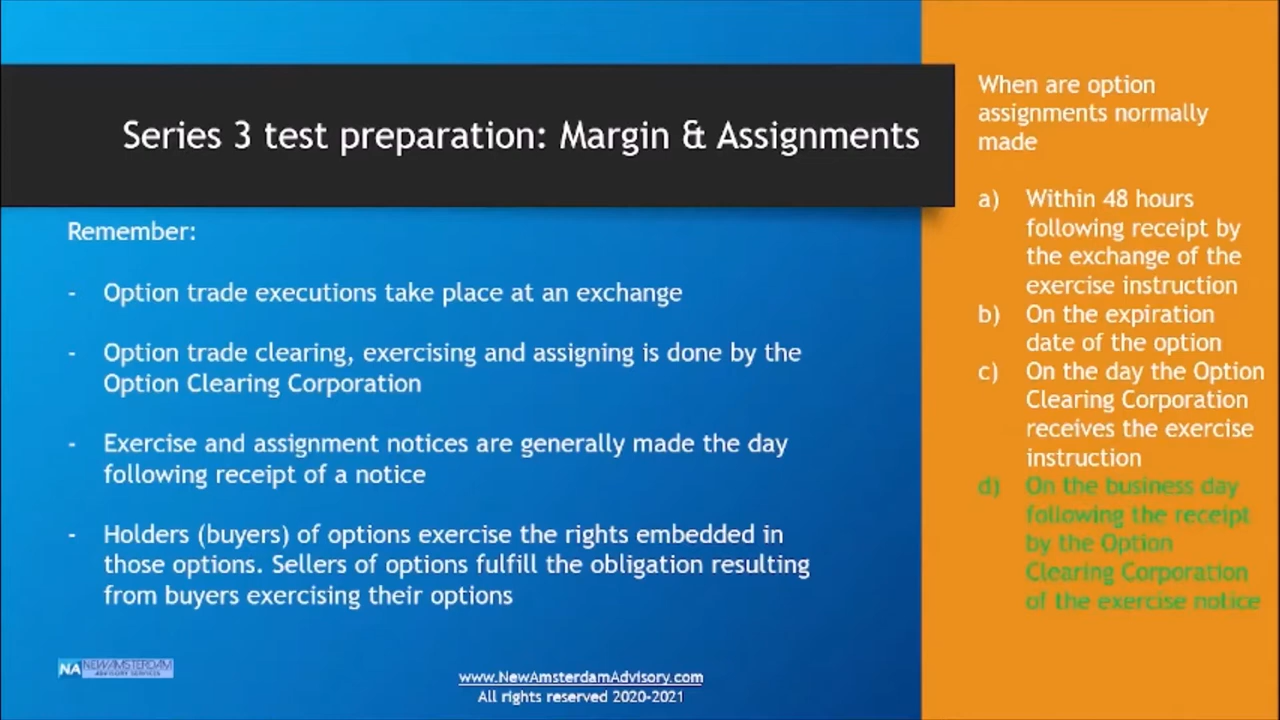 Series 3 test preparation: Margin & Assignments
Remember:
- Option trade executions take place at an exchange
- Option trade clearing, exercising and assigning is done by the
Option Clearing Corporation
- Exercise and assignment notices are generally made the day
following receipt of a notice
- Holders (buyers) of options exercise the rights embedded in
those options. Sellers of options fulfill the obligation resulting
from buyers exercising their options
When are option
assignments normally
made
a) Within 48 hours
following receipt by
the exchange of the
exercise instruction
b) On the expiration
date of the option
c) On the day the Option
Clearing Corporation
receives the exercise
instruction
d) On the business day
following the receipt
by the Option
Clearing Corporation
of the exercise notice
NA NEWAMSTERDAM
ADVISORY SERVICES
www.NewAmsterdamAdvisory.com
All rights reserved 2020-2021